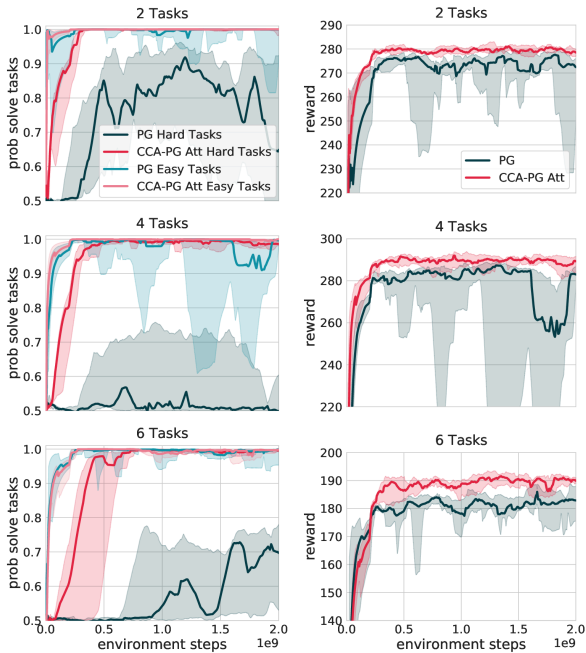 2 Tasks
prob solve tasks
1.0
0.9
0.8
0.7
0.6
0.5
PG Hard Tasks
CCA-PG Att Hard Tasks
PG Easy Tasks
CCA-PG Att Easy Tasks
2 Tasks
reward
290
280
270
260
250
240
230
220
PG
CCA-PG Att
4 Tasks
prob solve tasks
1.0
0.9
0.8
0.7
0.6
0.5
4 Tasks
reward
300
280
260
240
220
6 Tasks
prob solve tasks
1.0
0.9
0.8
0.7
0.6
0.5
0.0 0.5 1.0 1.5 2.0
environment steps 1e9
6 Tasks
reward
200
190
180
170
160
150
140
0.0 0.5 1.0 1.5 2.0
environment steps 1e9